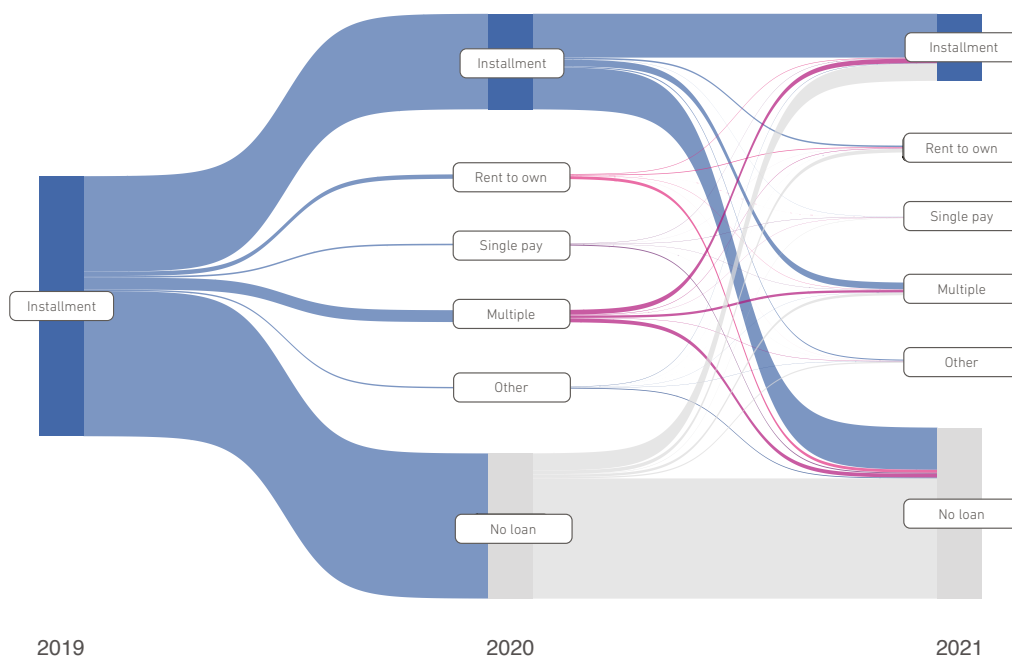 Installment
Installment
Rent to own
Single pay
Multiple
Other
No loan
Installment
Rent to own
Single pay
Multiple
Other
No loan
2019
2020
2021